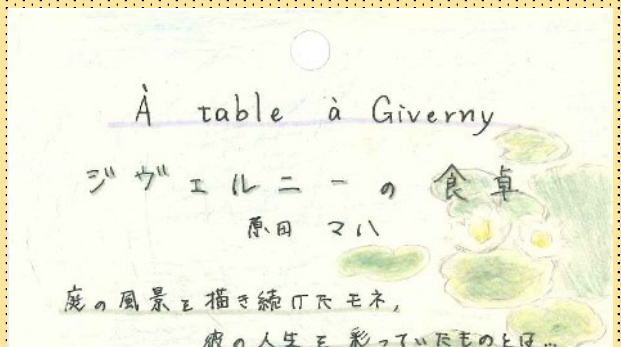 À table à Giverny
ジヴェルニーの食卓
原田 マハ
庭の風景を描き続けたモネ,
彼の人生を彩っていたものとは…